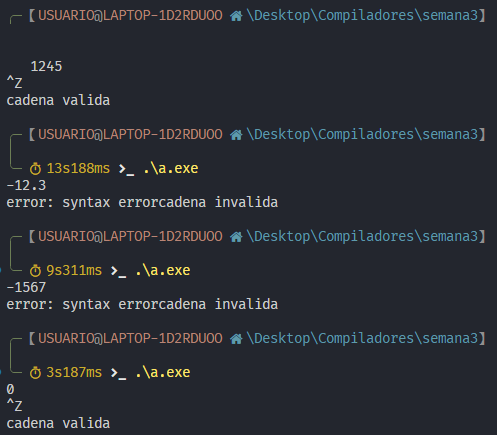 [USUARIO@LAPTOP-1D2RDUOO \Desktop\Compiladores\semana3]
1245
^Z
cadena valida
[USUARIO@LAPTOP-1D2RDUOO \Desktop\Compiladores\semana3]
13s188ms >_ .\a.exe
-12.3
error: syntax errorcadena invalida
[USUARIO@LAPTOP-1D2RDUOO \Desktop\Compiladores\semana3]
9s311ms >_ .\a.exe
-1567
error: syntax errorcadena invalida
[USUARIO@LAPTOP-1D2RDUOO \Desktop\Compiladores\semana3]
3s187ms >_ .\a.exe
0
^Z
cadena valida